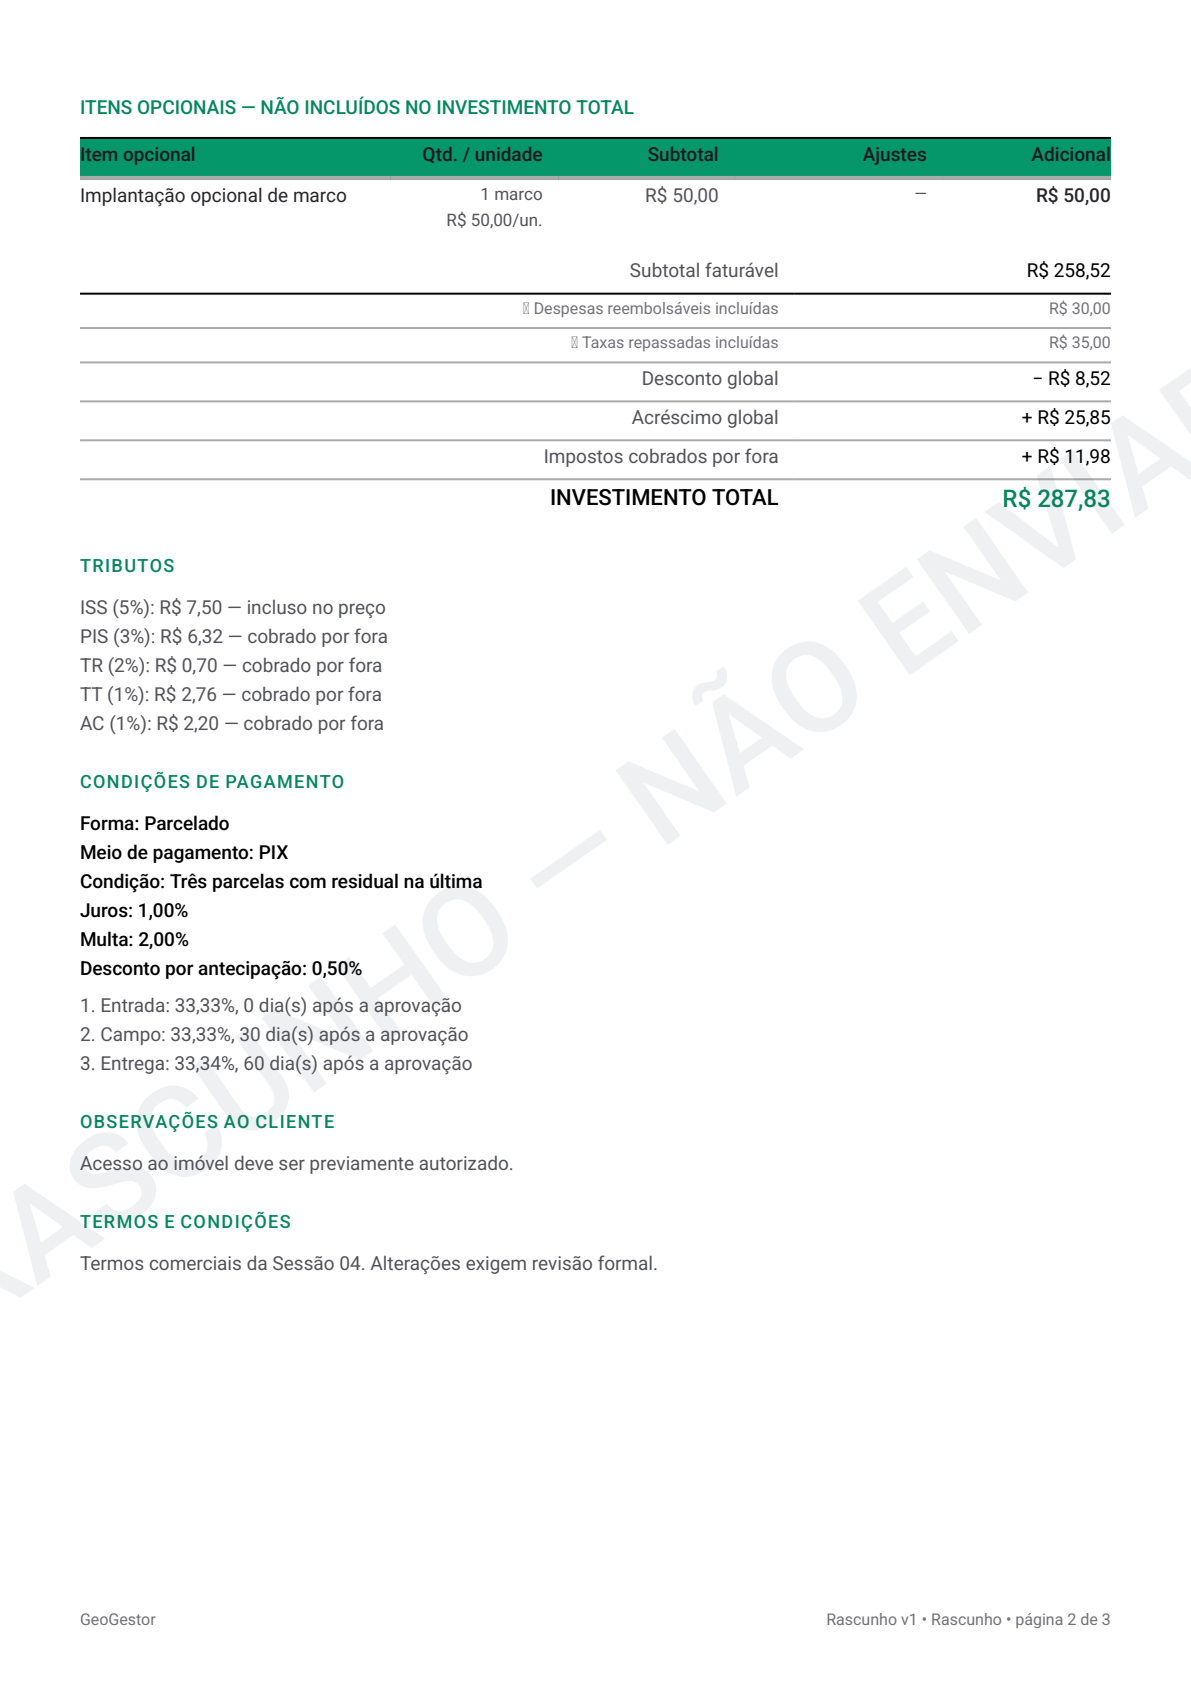 ITENS OPCIONAIS — NÃO INCLUÍDOS NO INVESTIMENTO TOTAL
Item opcional Qtd. / unidade Subtotal Ajustes Adicional
Implantação opcional de marco 1 marco R$ 50,00 — R$ 50,00
R$ 50,00/un.
Subtotal faturável R$ 258,52
Despesas reembolsáveis incluídas R$ 30,00
Taxas repassadas incluídas R$ 35,00
Desconto global − R$ 8,52
Acréscimo global + R$ 25,85
Impostos cobrados por fora + R$ 11,98
INVESTIMENTO TOTAL R$ 287,83
TRIBUTOS
ISS (5%): R$ 7,50 — incluso no preço
PIS (3%): R$ 6,32 — cobrado por fora
TR (2%): R$ 0,70 — cobrado por fora
TT (1%): R$ 2,76 — cobrado por fora
AC (1%): R$ 2,20 — cobrado por fora
CONDIÇÕES DE PAGAMENTO
Forma: Parcelado
Meio de pagamento: PIX
Condição: Três parcelas com residual na última
Juros: 1,00%
Multa: 2,00%
Desconto por antecipação: 0,50%
1. Entrada: 33,33%, 0 dia(s) após a aprovação
2. Campo: 33,33%, 30 dia(s) após a aprovação
3. Entrega: 33,34%, 60 dia(s) após a aprovação
OBSERVAÇÕES AO CLIENTE
Acesso ao imóvel deve ser previamente autorizado.
TERMOS E CONDIÇÕES
Termos comerciais da Sessão 04. Alterações exigem revisão formal.
RASCUNHO — NÃO ENVIAR
GeoGestor Rascunho v1 • Rascunho • página 2 de 3